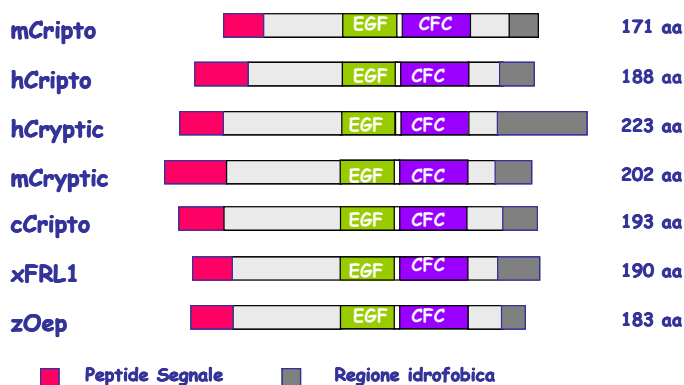 mCripto EGF CFC 171 aa
hCripto EGF CFC 188 aa
hCryptic EGF CFC 223 aa
mCryptic EGF CFC 202 aa
cCripto EGF CFC 193 aa
xFRL1 EGF CFC 190 aa
zOep EGF CFC 183 aa
Peptide Segnale Regione idrofobica